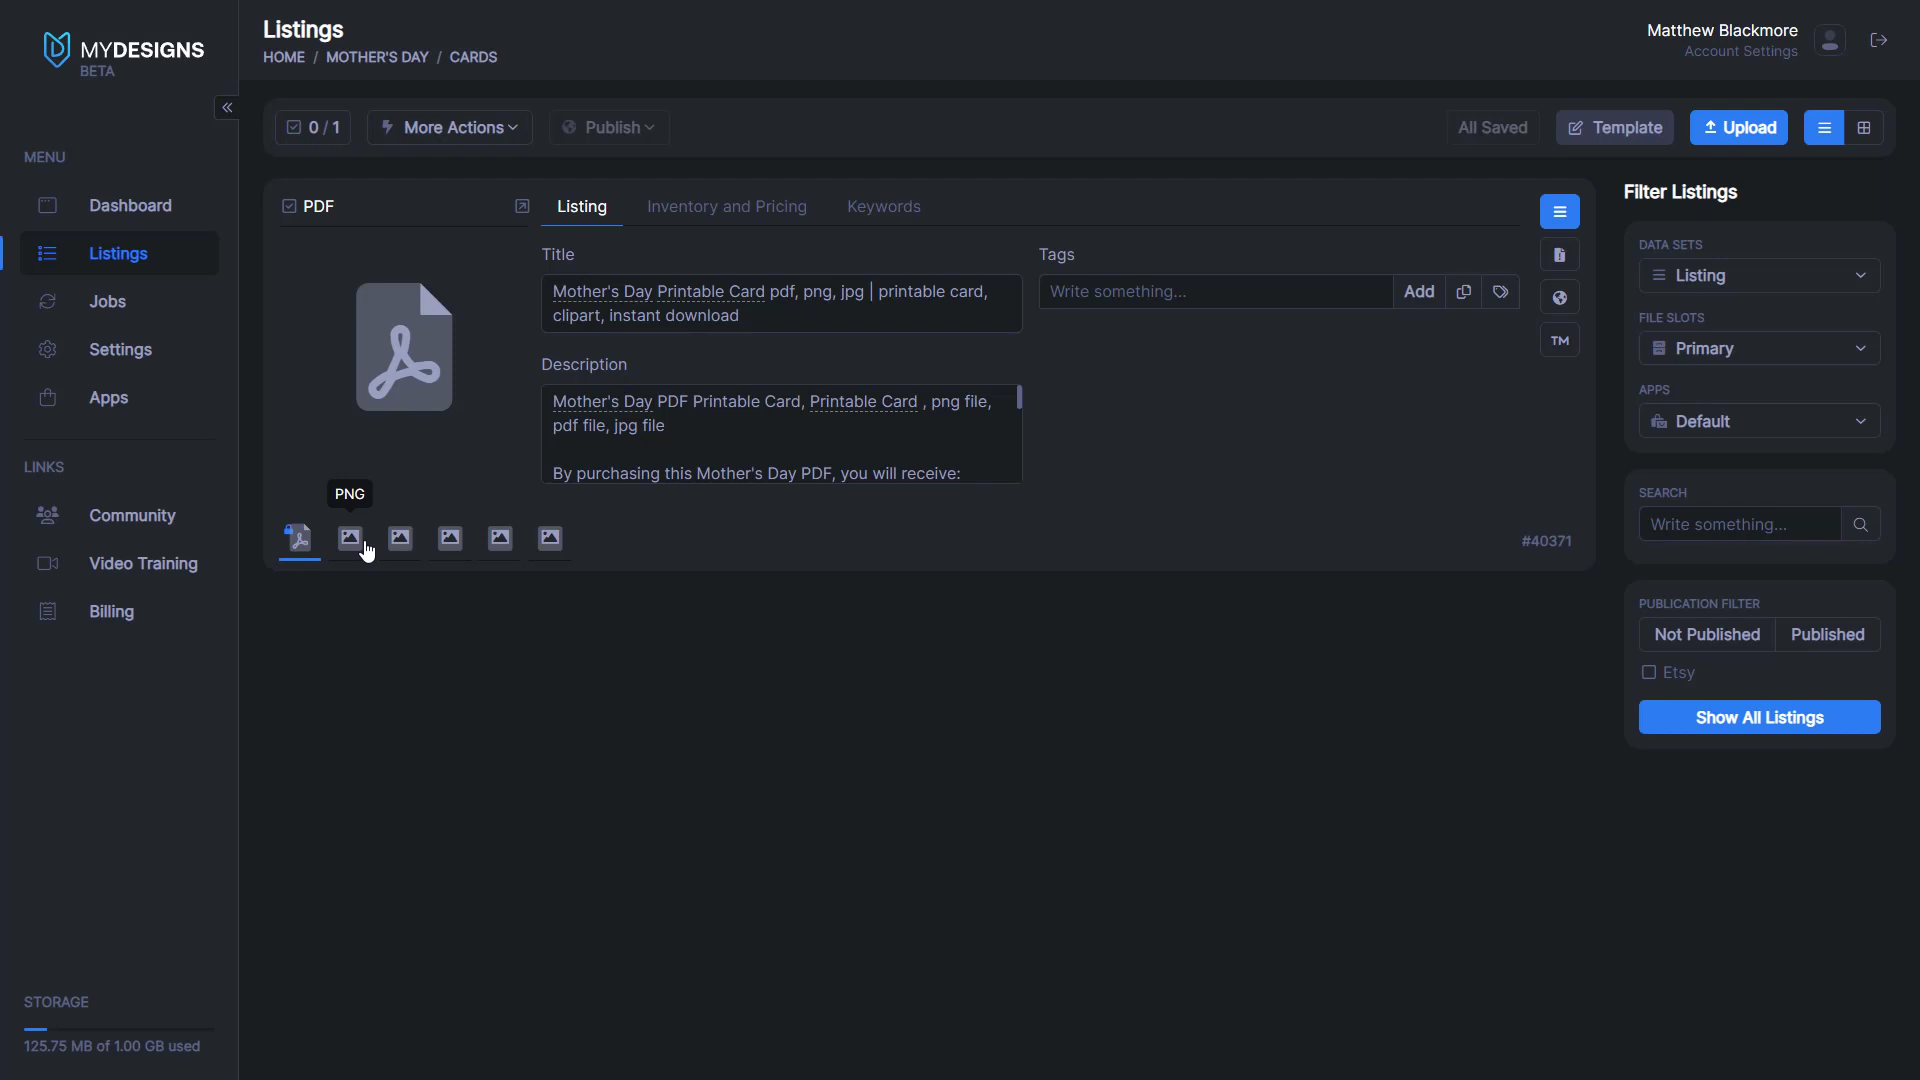 MYDESIGNS
BETA
MENU
Dashboard
Listings
Jobs
Settings
Apps
LINKS
Community
Video Training
Billing
STORAGE
125.75 MB of 1.00 GB used
Listings
HOME / MOTHER'S DAY / CARDS
Matthew Blackmore
Account Settings
0 / 1
More Actions
Publish
All Saved
Template
Upload
PDF
Listing
Inventory and Pricing
Keywords
Title
Mother's Day Printable Card pdf, png, jpg | printable card,
clipart, instant download
Description
Mother's Day PDF Printable Card, Printable Card , png file,
pdf file, jpg file
By purchasing this Mother's Day PDF, you will receive:
Tags
Write something...
Add
TM
PNG
#40371
Filter Listings
DATA SETS
Listing
FILE SLOTS
Primary
APPS
Default
SEARCH
Write something...
PUBLICATION FILTER
Not Published
Published
Etsy
Show All Listings